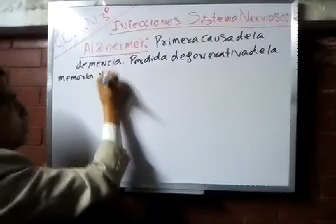 Infecciones Sistema Nervioso
Alzheimer: Primera causa de la
demencia. Perdida degenerativa de la
memoria